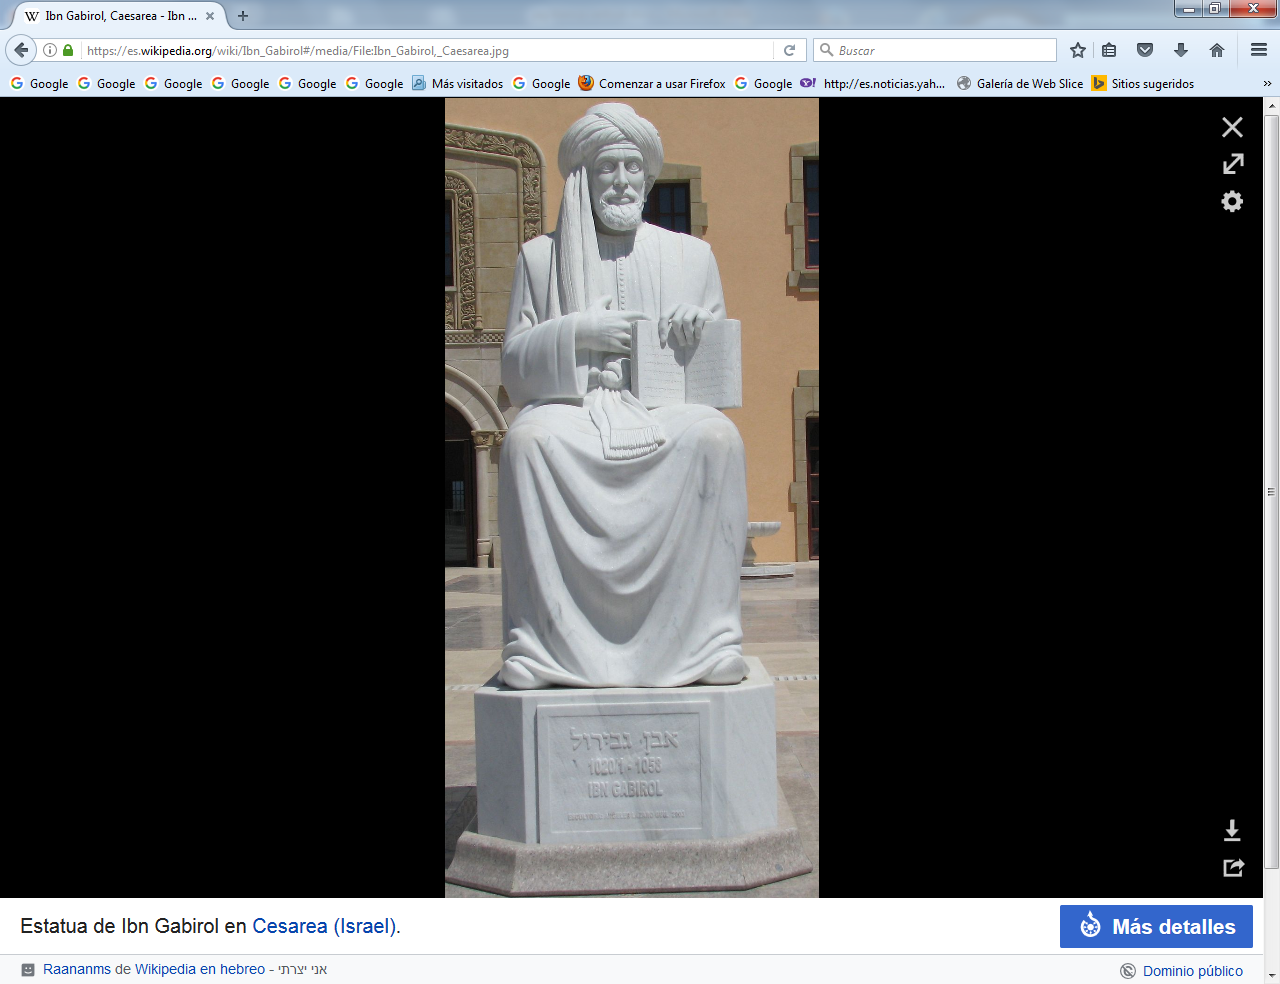 Ibn Gabirol, Caesarea - Ibn ...
https://es.wikipedia.org/wiki/Ibn_Gabirol#/media/File:Ibn_Gabirol,_Caesarea.jpg
Buscar
Google Google Google Google Google Google Más visitados Google Comenzar a usar Firefox Google http://es.noticias.yah... Galería de Web Slice Sitios sugeridos »
אבן גבירול
1020/1 - 1058
IBN GABIROL
Estatua de Ibn Gabirol en Cesarea (Israel).
Más detalles
Raananms de Wikipedia en hebreo - אני יצרתי
Dominio público